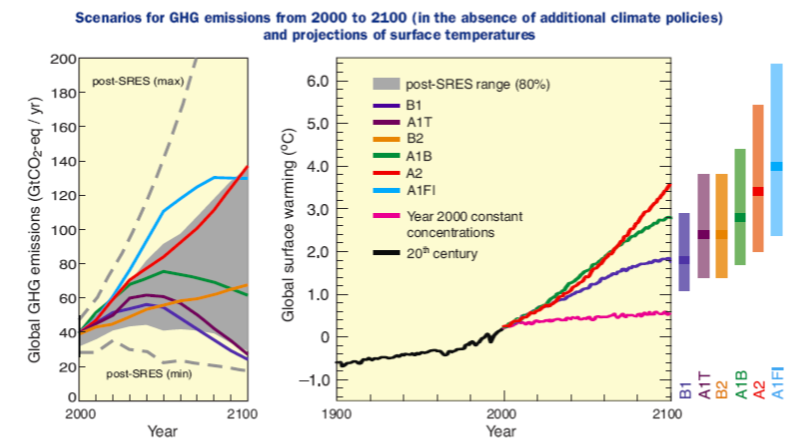 Scenarios for GHG emissions from 2000 to 2100 (in the absence of additional climate policies)
and projections of surface temperatures
Global GHG emissions (GtCO2-eq / yr)
200
180
160
140
120
100
80
60
40
20
0
post-SRES (max)
post-SRES (min)
2000
2100
Year
Global surface warming (°C)
6.0
5.0
4.0
3.0
2.0
1.0
0
–1.0
post-SRES range (80%)
B1
A1T
B2
A1B
A2
A1FI
Year 2000 constant
concentrations
20th century
1900
2000
2100
Year
B1
A1T
B2
A1B
A2
A1FI